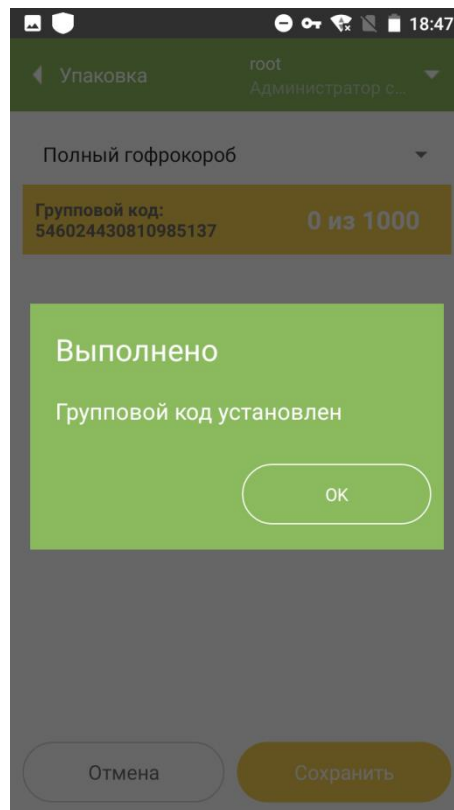 18:47
Упаковка
root
Администратор с...
Полный гофрокороб
Групповой код:
546024430810985137
0 из 1000
Выполнено
Групповой код установлен
ОК
Отмена
Сохранить